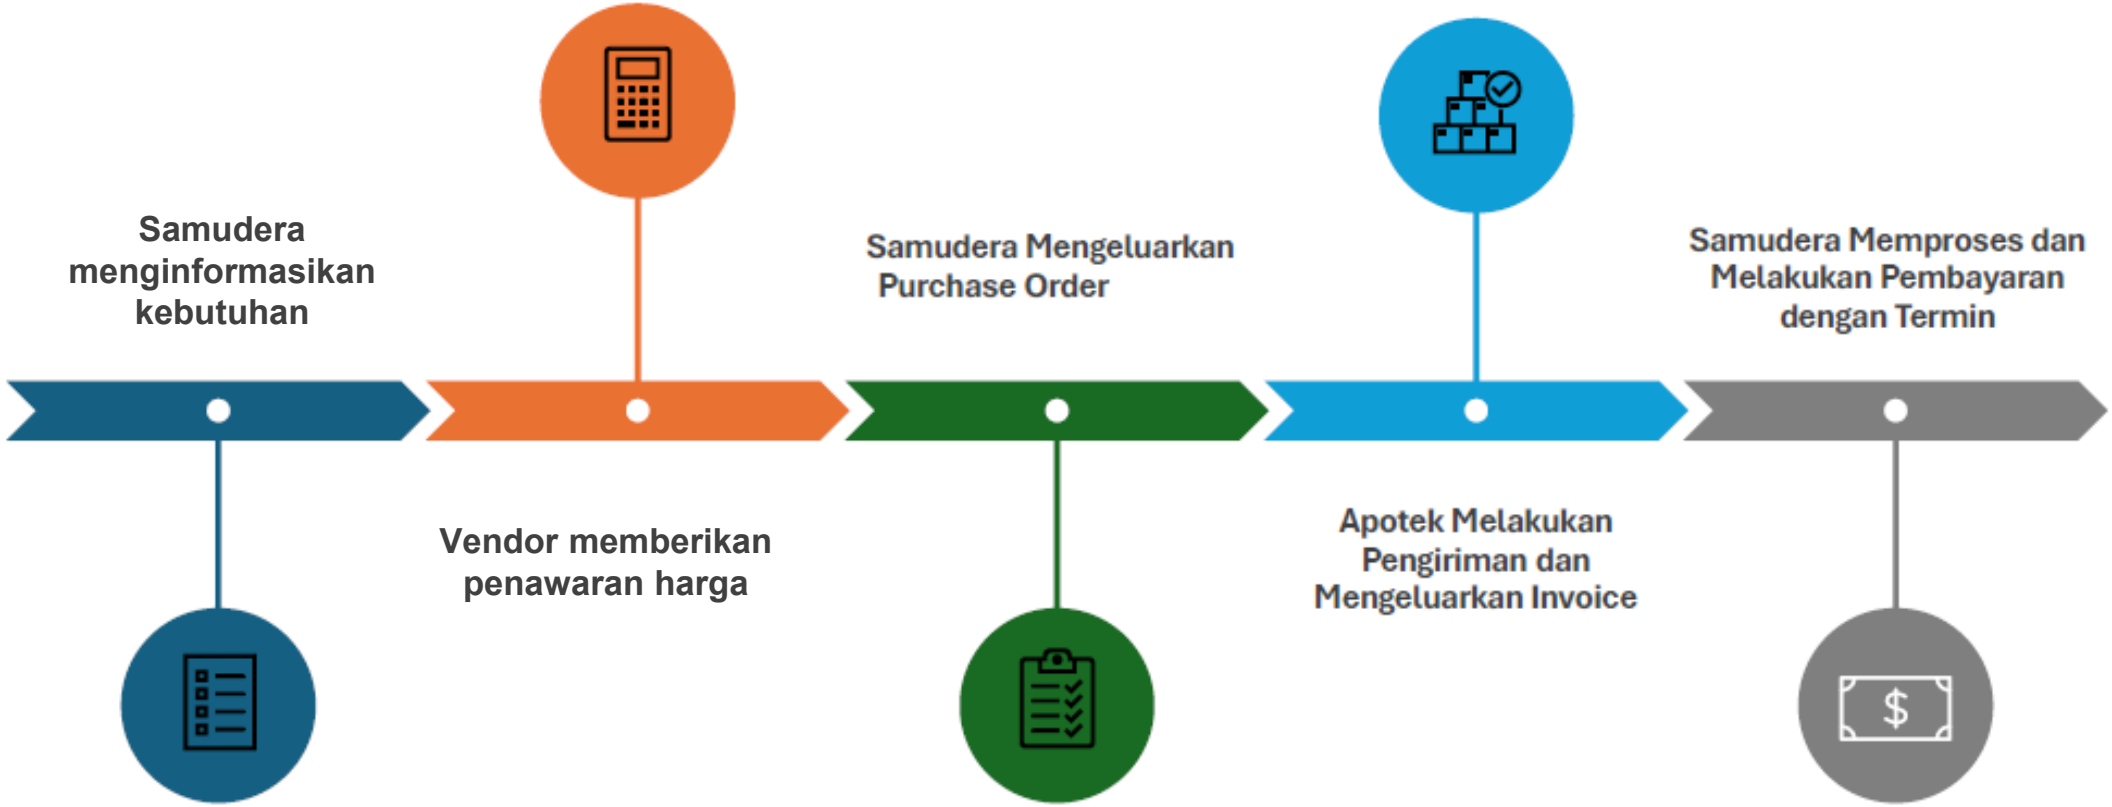 Samudera
menginformasikan
kebutuhan
Vendor memberikan
penawaran harga
Samudera Mengeluarkan
Purchase Order
Apotek Melakukan
Pengiriman dan
Mengeluarkan Invoice
Samudera Memproses dan
Melakukan Pembayaran
dengan Termin
$